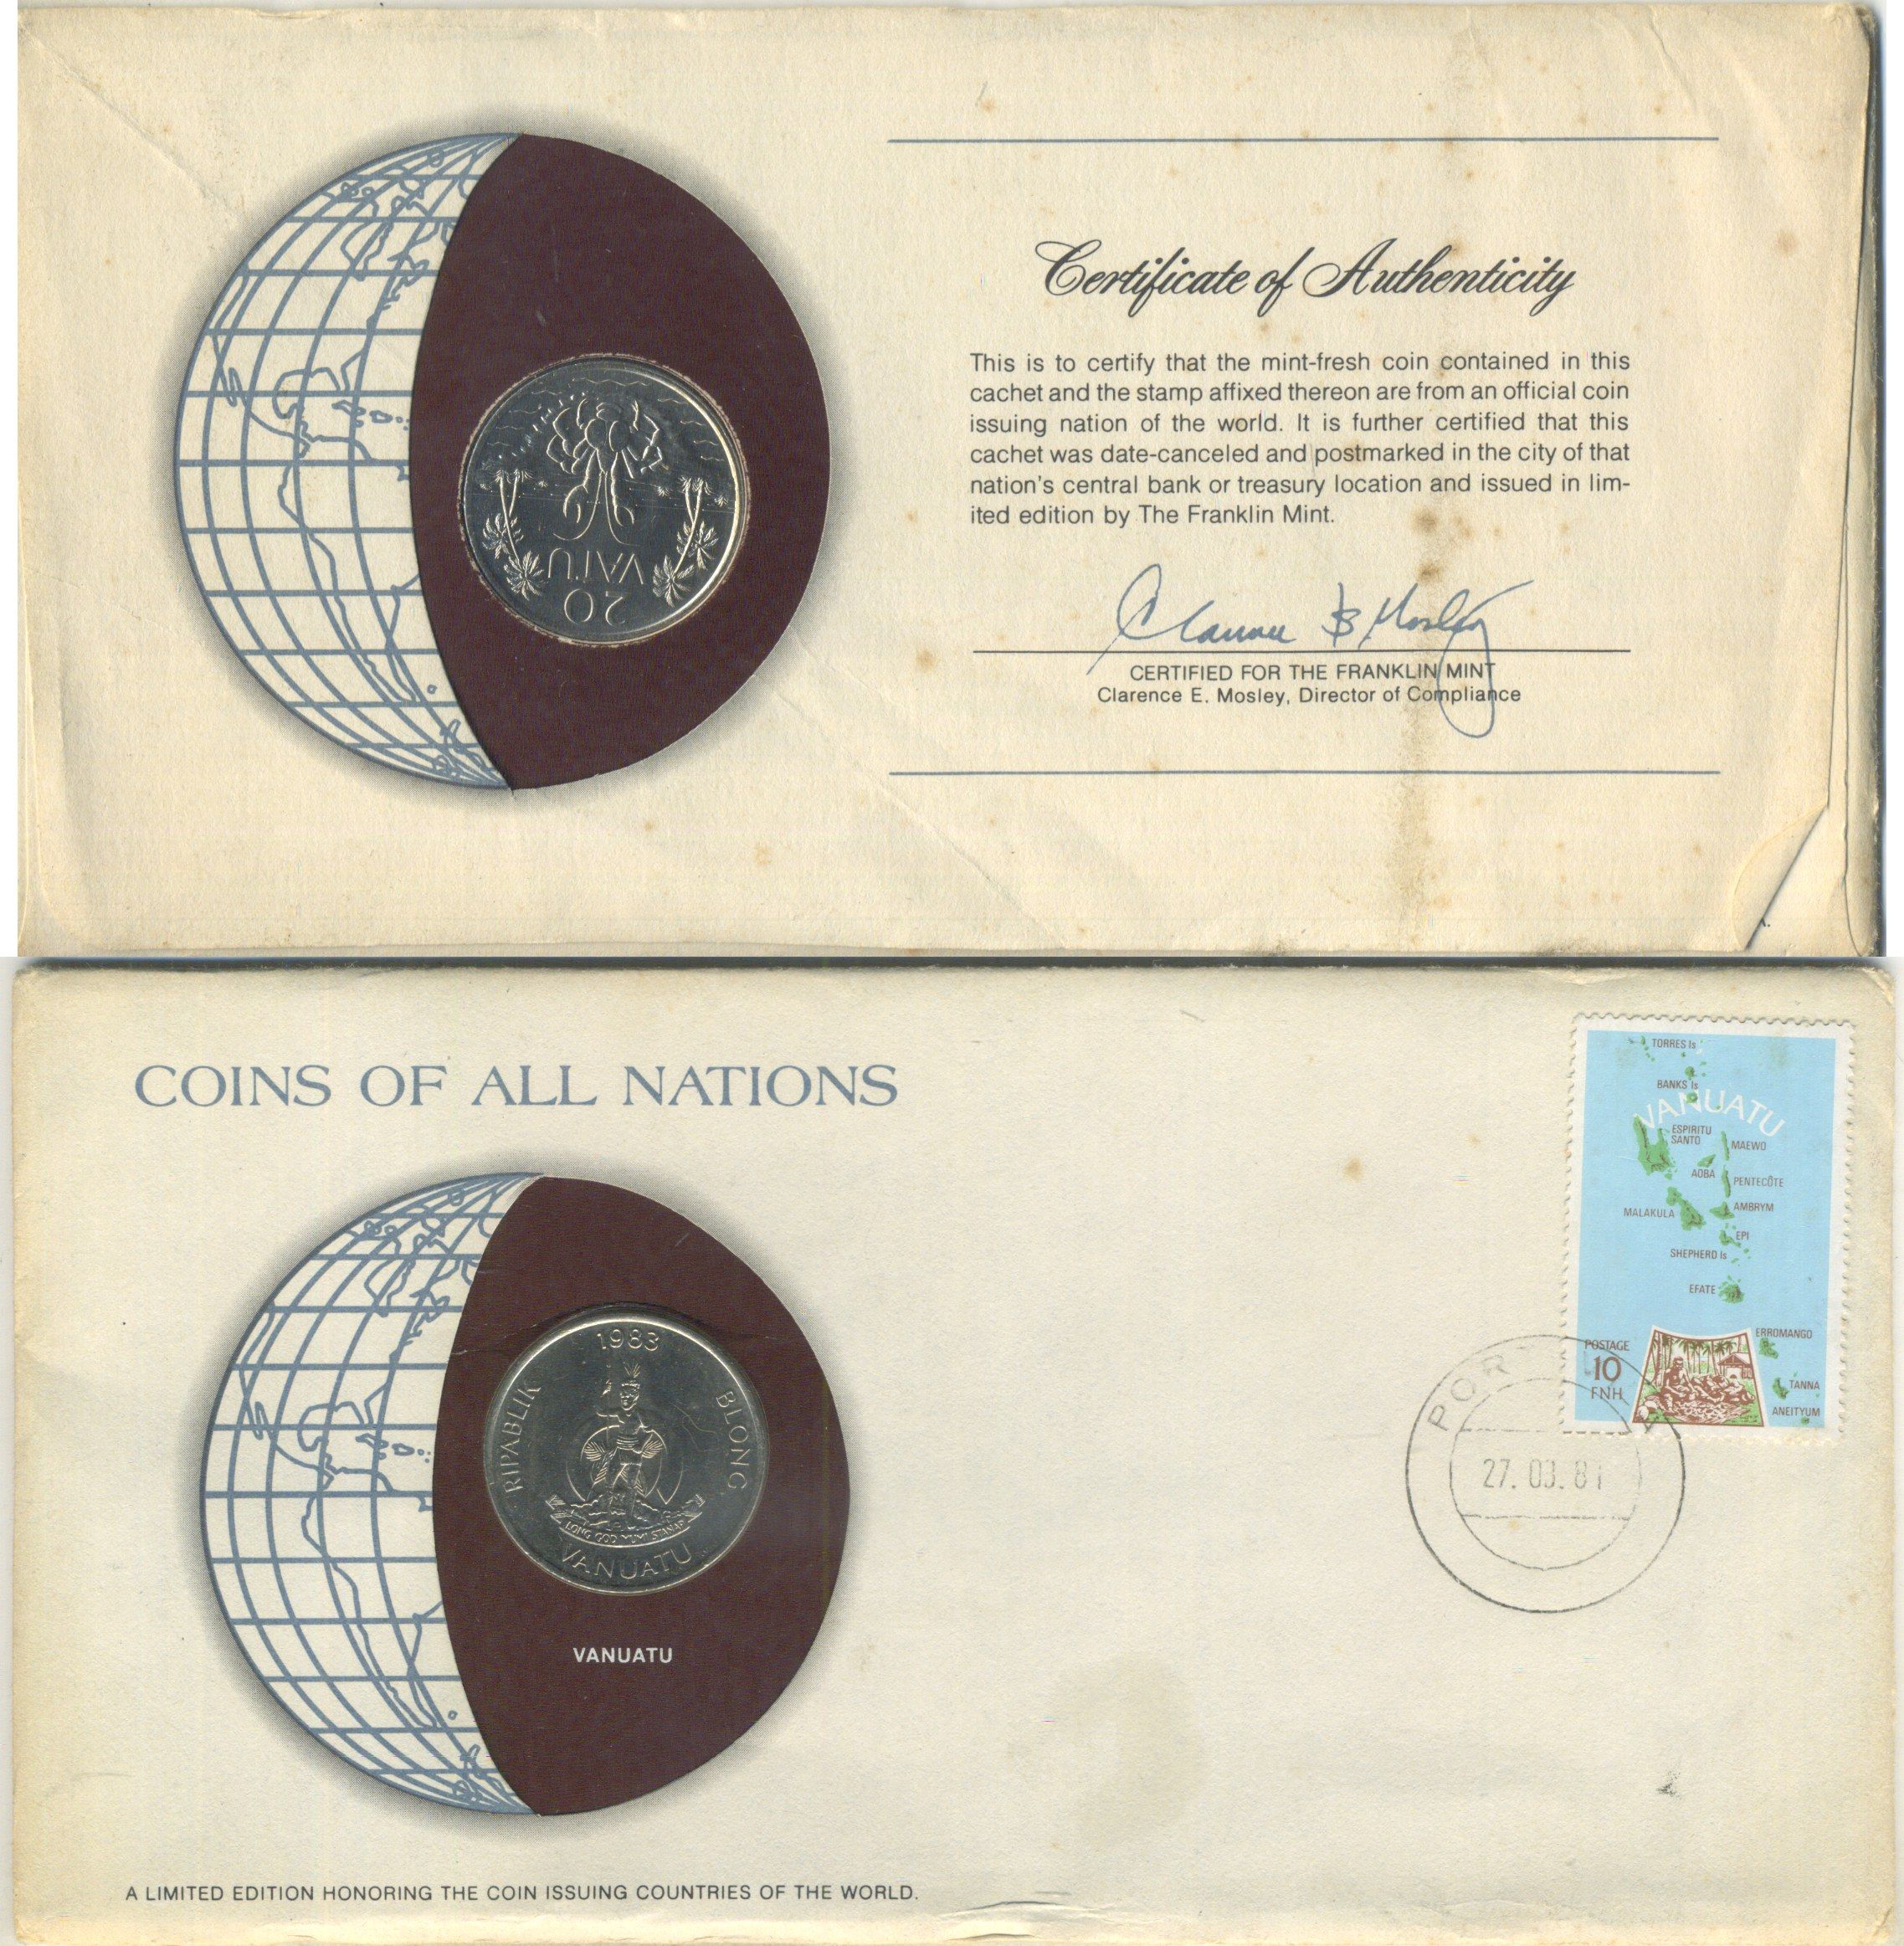 Certificate of Authenticity
This is to certify that the mint-fresh coin contained in this
cachet and the stamp affixed thereon are from an official coin
issuing nation of the world. It is further certified that this
cachet was date-canceled and postmarked in the city of that
nation's central bank or treasury location and issued in lim-
ited edition by The Franklin Mint.
CERTIFIED FOR THE FRANKLIN MINT
Clarence E. Mosley, Director of Compliance
VATU
20
COINS OF ALL NATIONS
1983
RIPABLIK
BLONG
LONG GOD YUMI STANAP
VANUATU
VANUATU
TORRES Is
BANKS Is
VANUATU
ESPIRITU
SANTO
MAEWO
AOBA
PENTECÔTE
MALAKULA
AMBRYM
EPI
SHEPHERD Is
EFATE
ERROMANGO
POSTAGE
10
FNH
TANNA
ANEITYUM
PORT
27. 03. 81
A LIMITED EDITION HONORING THE COIN ISSUING COUNTRIES OF THE WORLD.